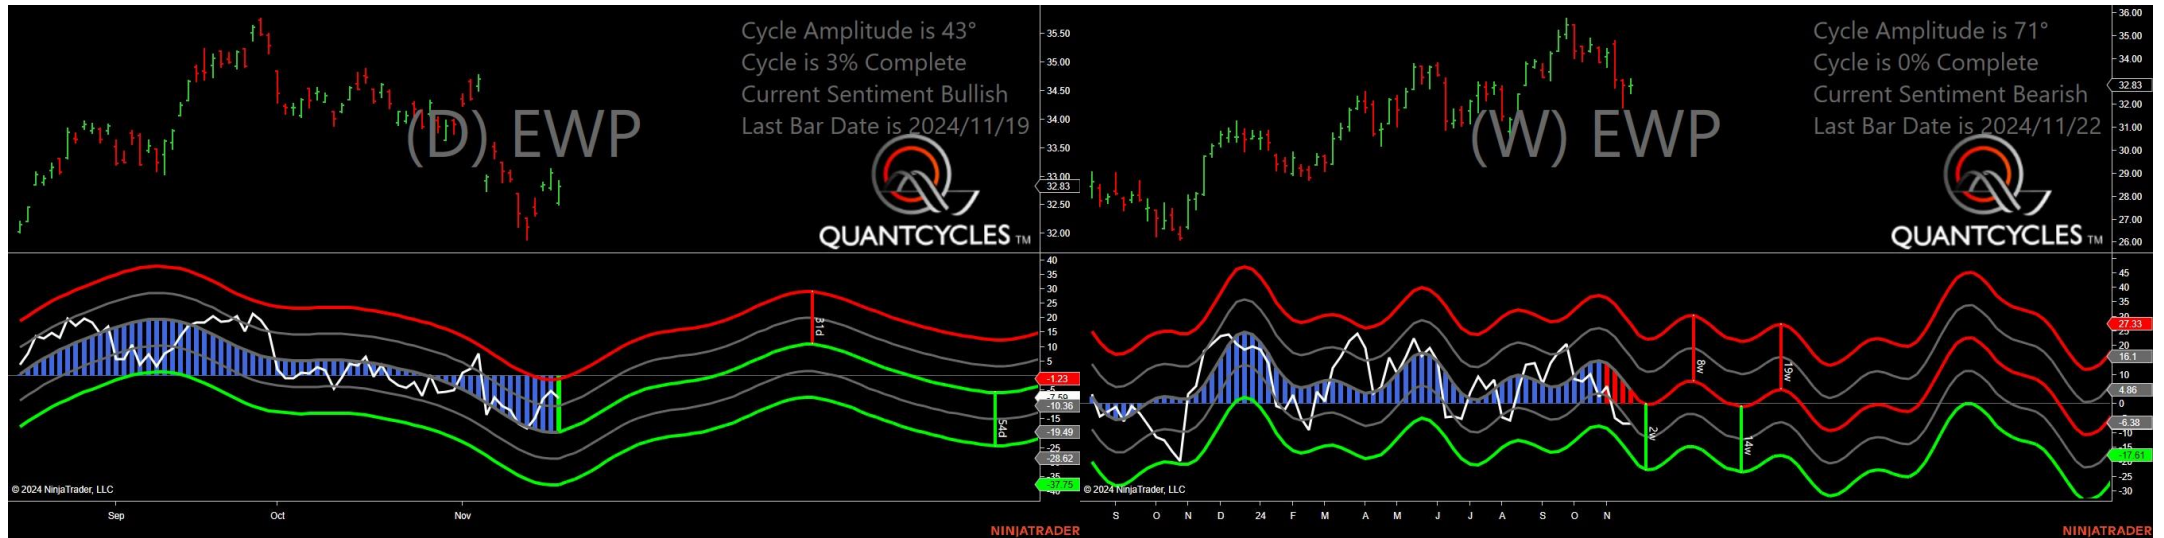 Cycle Amplitude is 43°
Cycle is 3% Complete
Current Sentiment Bullish
Last Bar Date is 2024/11/19
(D) EWP
QUANTCYCLES TM
35.50
35.00
34.50
34.00
33.50
33.00
32.83
32.50
32.00
40
35
30
25
20
15
10
5
-1.23
-7.59
-10.36
-19.49
-25
-28.62
-37.75
31d
54d
© 2024 NinjaTrader, LLC
Sep
Oct
Nov
NINJATRADER
Cycle Amplitude is 71°
Cycle is 0% Complete
Current Sentiment Bearish
Last Bar Date is 2024/11/22
(W) EWP
QUANTCYCLES TM
36.00
35.00
34.00
32.83
32.00
31.00
30.00
29.00
28.00
27.00
26.00
45
40
35
30
27.33
25
20
16.1
10
4.86
0
-6.38
-10
-15
-17.61
-25
-30
8w
19w
2w
14w
© 2024 NinjaTrader, LLC
S O N D 24 F M A M J J A S O N
NINJATRADER